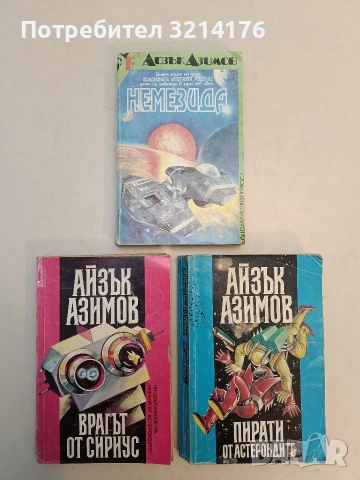 Потребител 3214176
Айзък Азимов
НЕМЕЗИДА
АЙЗЪК
АЗИМОВ
ВРАГЪТ
ОТ СИРИУС
АЙЗЪК
АЗИМОВ
ПИРАТИ
ОТ АСТЕРОИДИТЕ